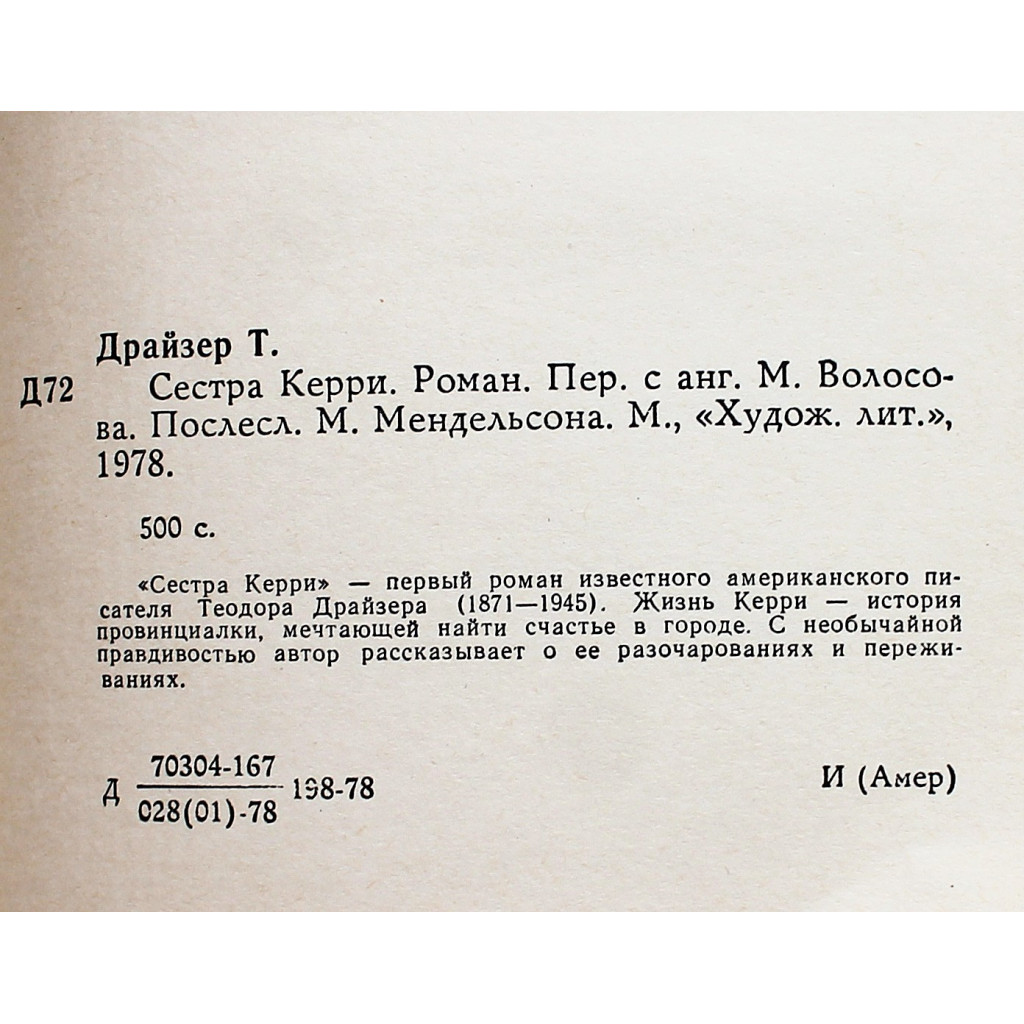 Драйзер Т.
Д72 Сестра Керри. Роман. Пер. с анг. М. Волосо-
ва. Послесл. М. Мендельсона. М., «Худож. лит.»,
1978.
500 с.
«Сестра Керри» — первый роман известного американского пи-
сателя Теодора Драйзера (1871—1945). Жизнь Керри — история
провинциалки, мечтающей найти счастье в городе. С необычайной
правдивостью автор рассказывает о ее разочарованиях и пережи-
ваниях.
70304-167
Д 198-78 И (Амер)
028(01)-78